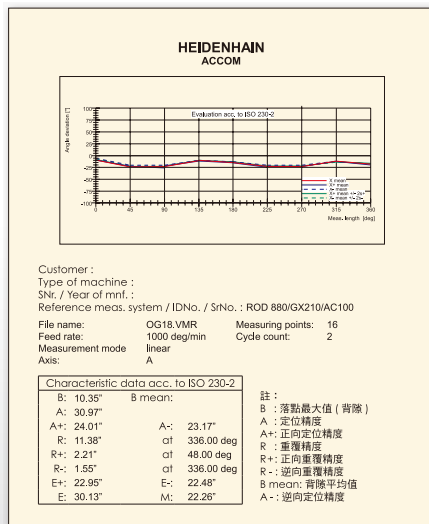 HEIDENHAIN
ACCOM
Evaluation acc. to ISO 230-2
Angle deviation ["]
100
75
50
25
0
-25
-50
-75
-100
0 45 90 135 180 225 270 315 360
Meas. length [deg]
X mean
X+ mean
X- mean
X+ mean +/- 2s+
X- mean +/- 2s-
Customer :
Type of machine :
SNr. / Year of mnf. :
Reference meas. system / IDNo. / SrNo. : ROD 880/GX210/AC100
File name: OG18.VMR Measuring points: 16
Feed rate: 1000 deg/min Cycle count: 2
Measurement mode linear
Axis: A
Characteristic data acc. to ISO 230-2
B: 10.35" B mean:
A: 30.97"
A+: 24.01" A-: 23.17"
R: 11.38" at 336.00 deg
R+: 2.21" at 48.00 deg
R-: 1.55" at 336.00 deg
E+: 22.95" E-: 22.48"
E: 30.13" M: 22.26"
註：
B ：落點最大值 ( 背隙 )
A ：定位精度
A+: 正向定位精度
R ：重覆精度
R+: 正向重覆精度
R - : 逆向重覆精度
B mean: 背隙平均值
A - : 逆向定位精度